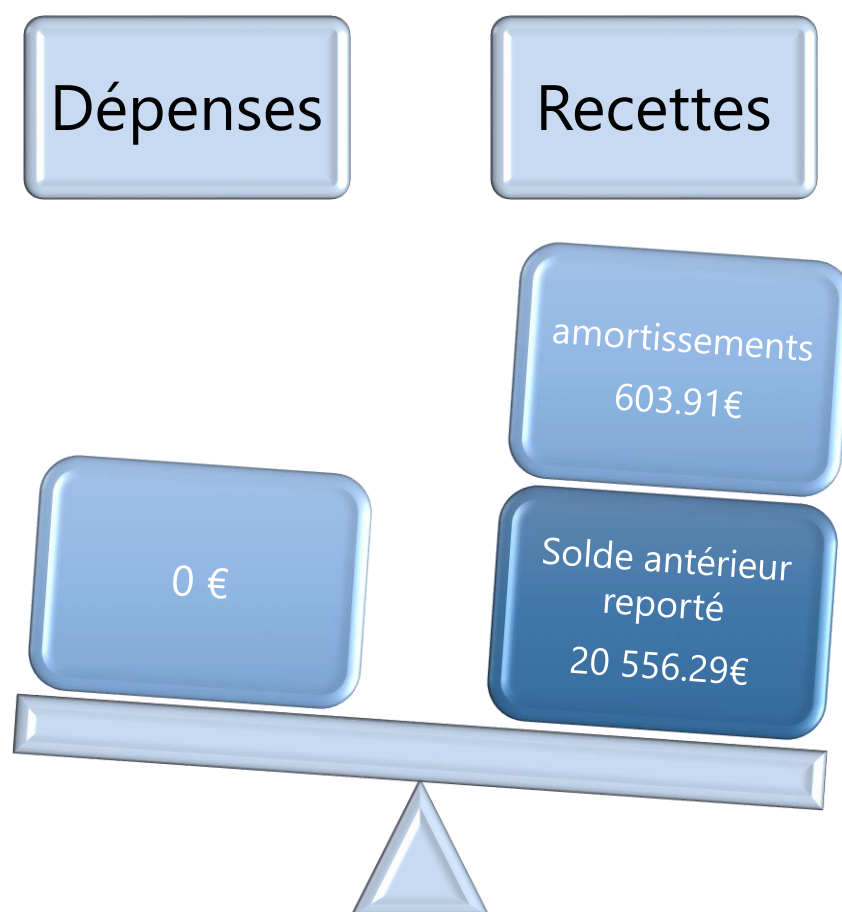 Dépenses
Recettes
amortissements
603.91€
0 €
Solde antérieur
reporté
20 556.29€